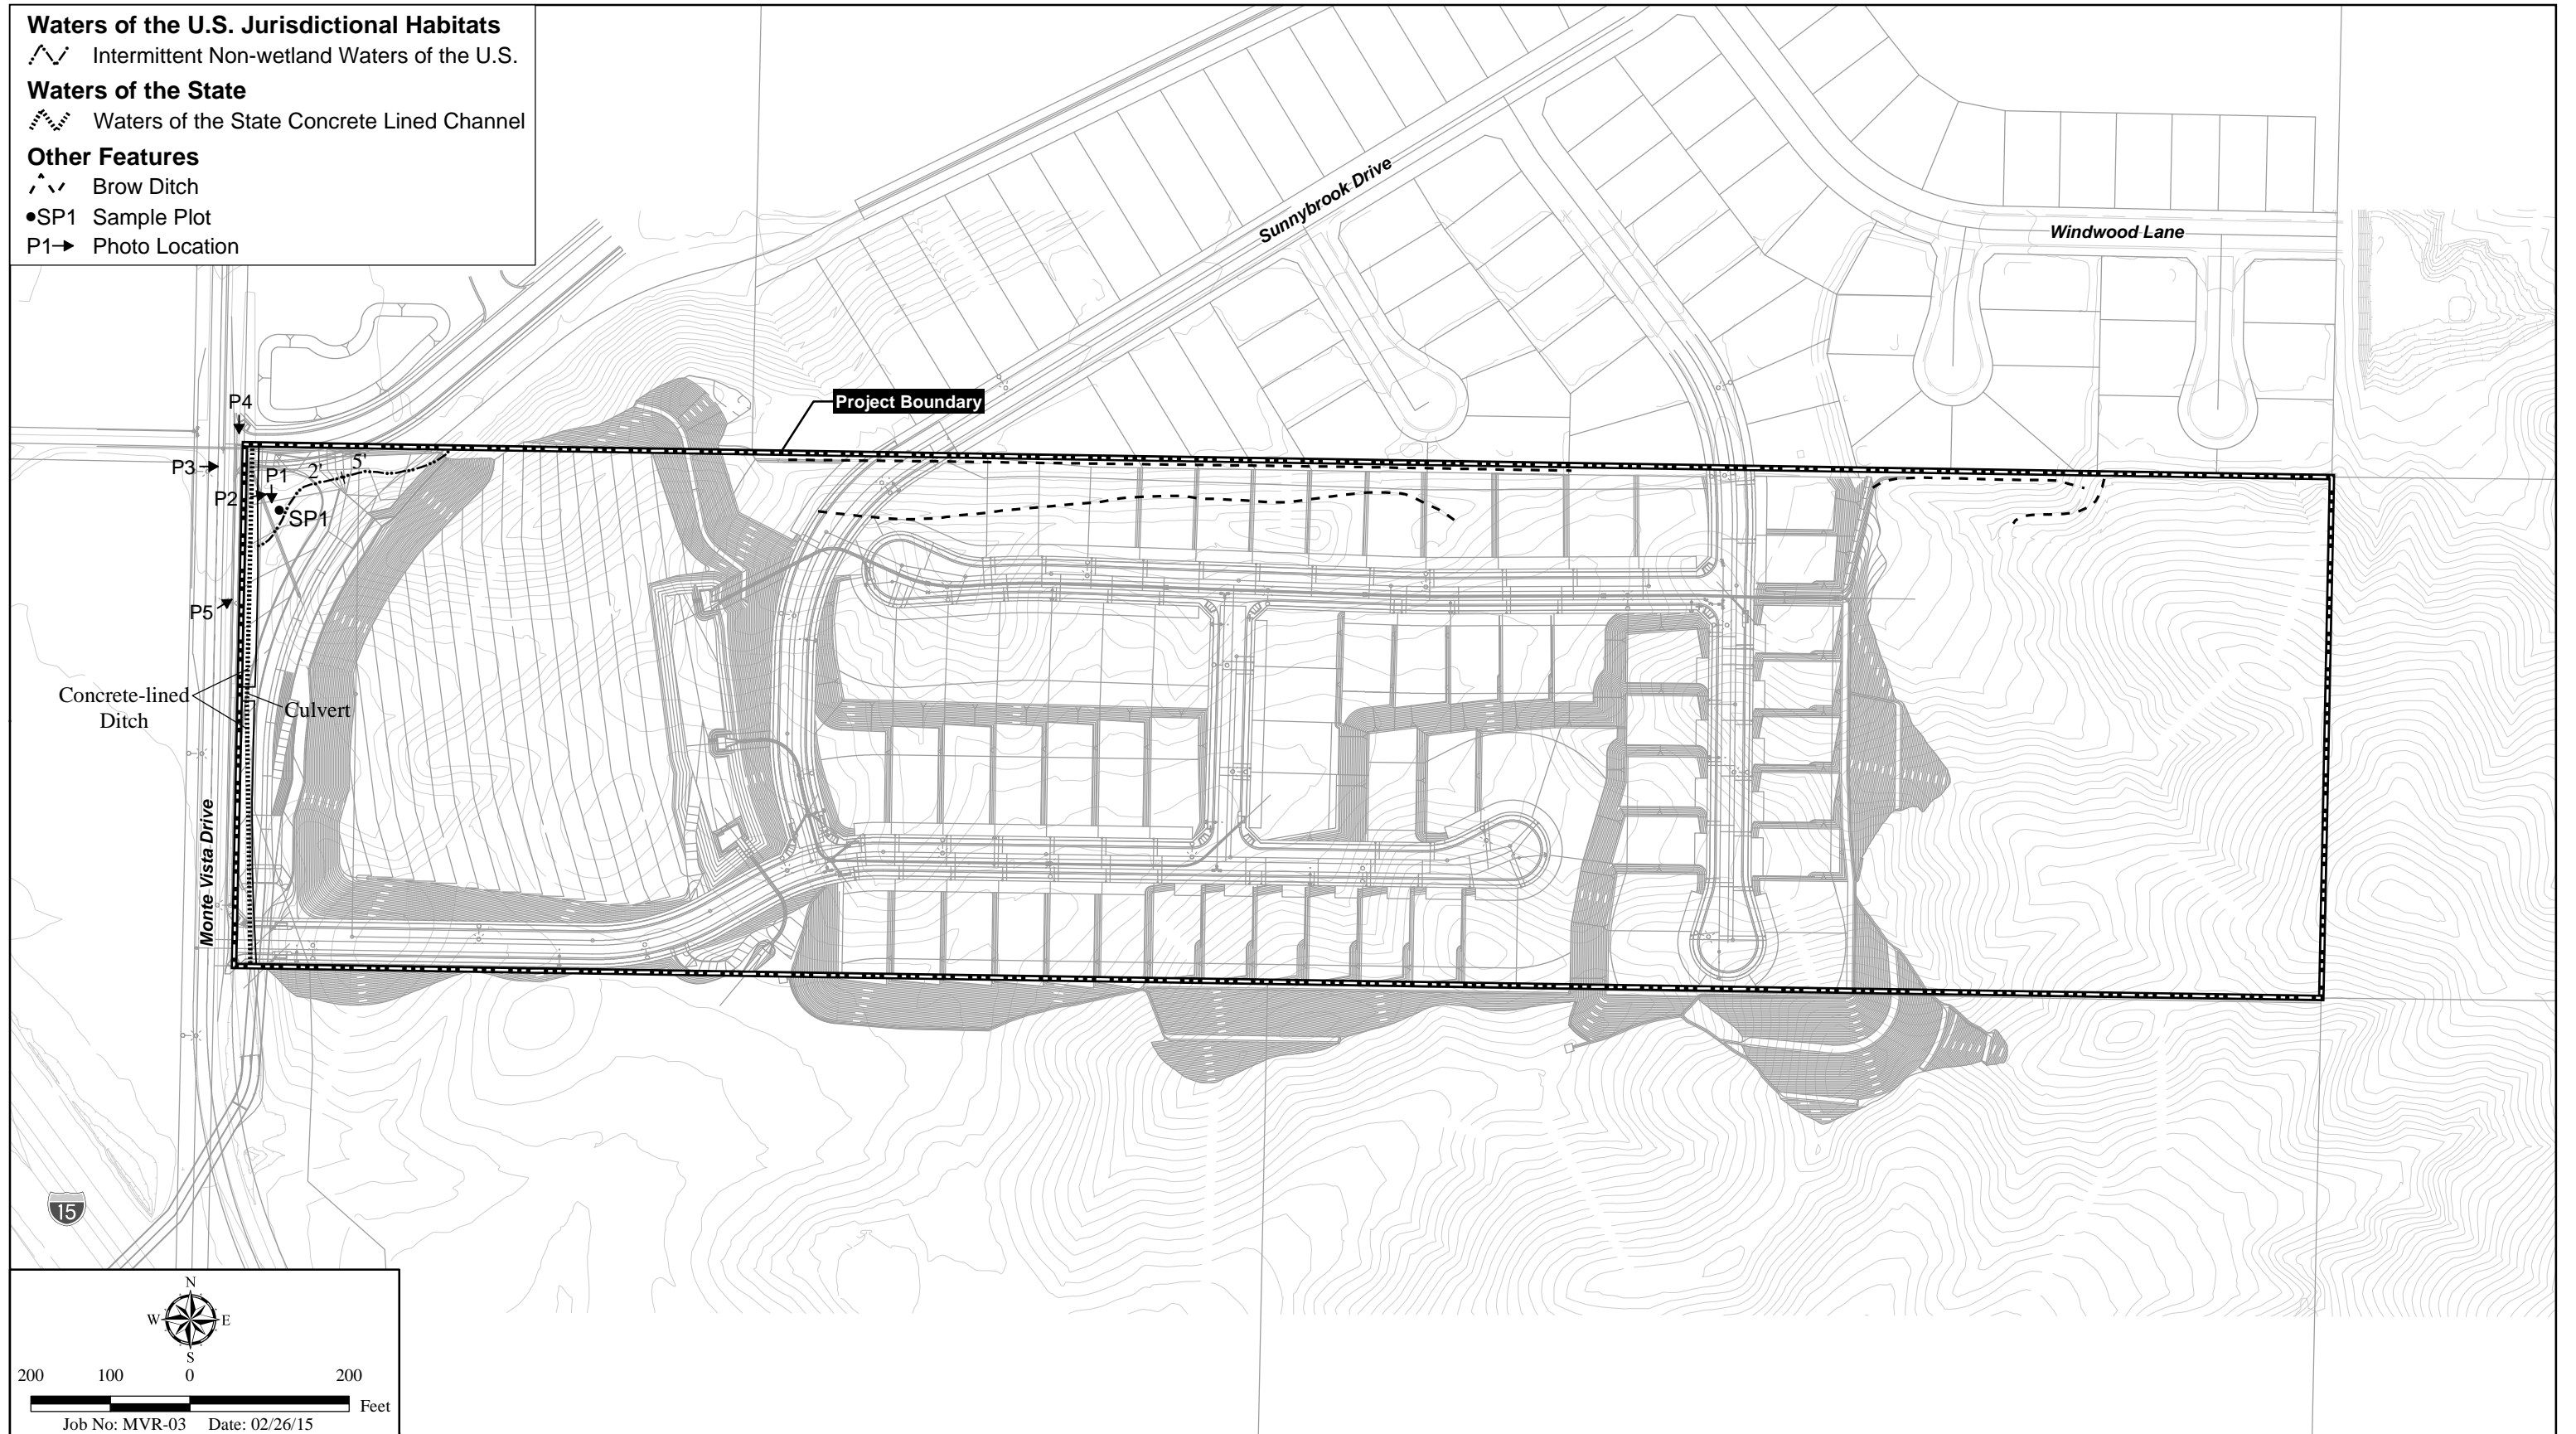 Waters of the U.S. Jurisdictional Habitats
Intermittent Non-wetland Waters of the U.S.
Waters of the State
Waters of the State Concrete Lined Channel
Other Features
Brow Ditch
SP1 Sample Plot
P1 Photo Location
Sunnybrook Drive
Windwood Lane
Project Boundary
P4
P3
P2
P1
2'
5'
SP1
P5
Concrete-lined
Ditch
Culvert
Monte Vista Drive
15
N
W E
S
200 100 0 200
Feet
Job No: MVR-03 Date: 02/26/15